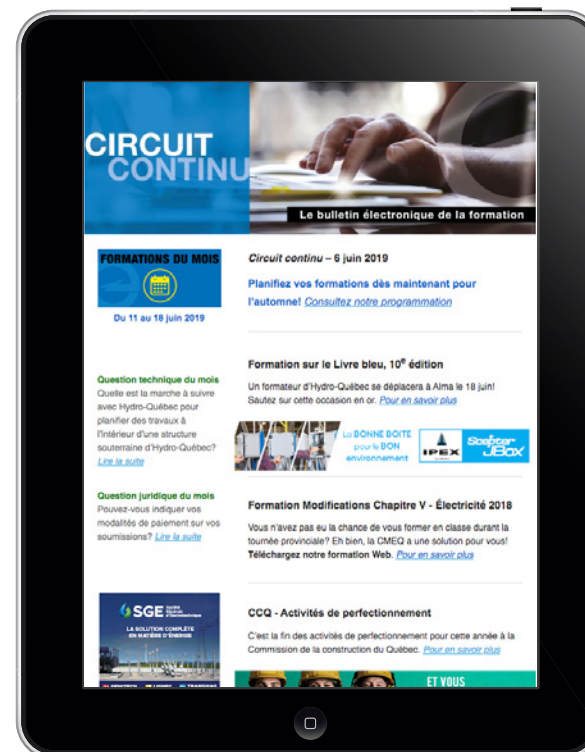 CIRCUIT
CONTINU
Le bulletin électronique de la formation
FORMATIONS DU MOIS
Du 11 au 18 juin 2019
Question technique du mois
Quelle est la marche à suivre
avec Hydro-Québec pour
planifier des travaux à
l'intérieur d'une structure
souterraine d'Hydro-Québec?
Lire la suite
Question juridique du mois
Pouvez-vous indiquer vos
modalités de paiement sur vos
soumissions? Lire la suite
SGE
LA SOLUTION COMPLÈTE
EN MATIÈRE D'ÉNERGIE
Circuit continu – 6 juin 2019
Planifiez vos formations dès maintenant pour
l'automne! Consultez notre programmation
Formation sur le Livre bleu, 10e édition
Un formateur d'Hydro-Québec se déplacera à Alma le 18 juin!
Sautez sur cette occasion en or. Pour en savoir plus
La BONNE BOITE
pour le BON
environnement
IPEX
Scepter
JBox
Formation Modifications Chapitre V - Électricité 2018
Vous n'avez pas eu la chance de vous former en classe durant la
tournée provinciale? Eh bien, la CMEQ a une solution pour vous!
Téléchargez notre formation Web. Pour en savoir plus
CCQ - Activités de perfectionnement
C'est la fin des activités de perfectionnement pour cette année à la
Commission de la construction du Québec. Pour en savoir plus
ET VOUS